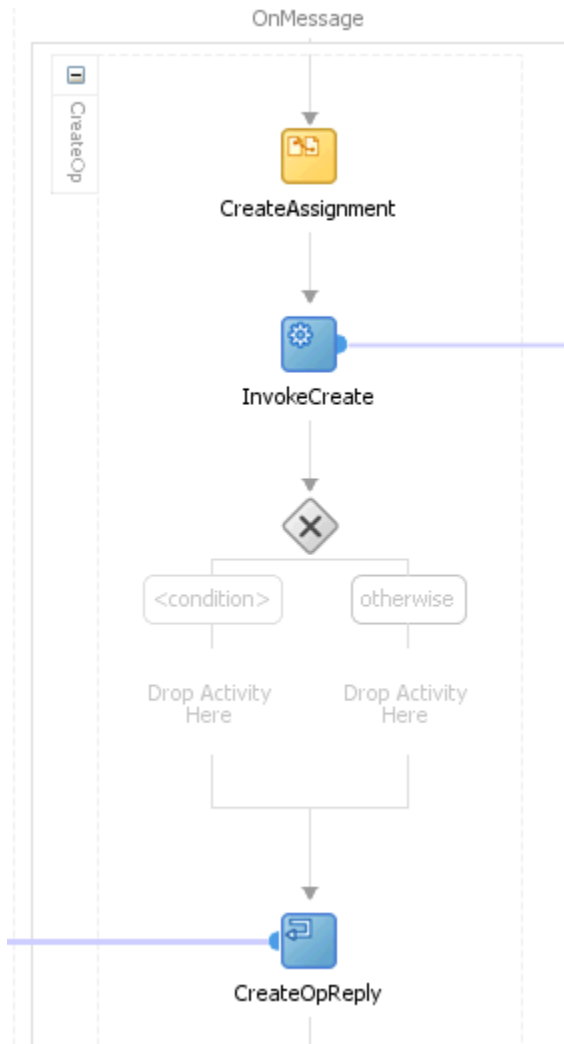 OnMessage
CreateOp
CreateAssignment
InvokeCreate
<condition>
otherwise
Drop Activity
Here
Drop Activity
Here
CreateOpReply